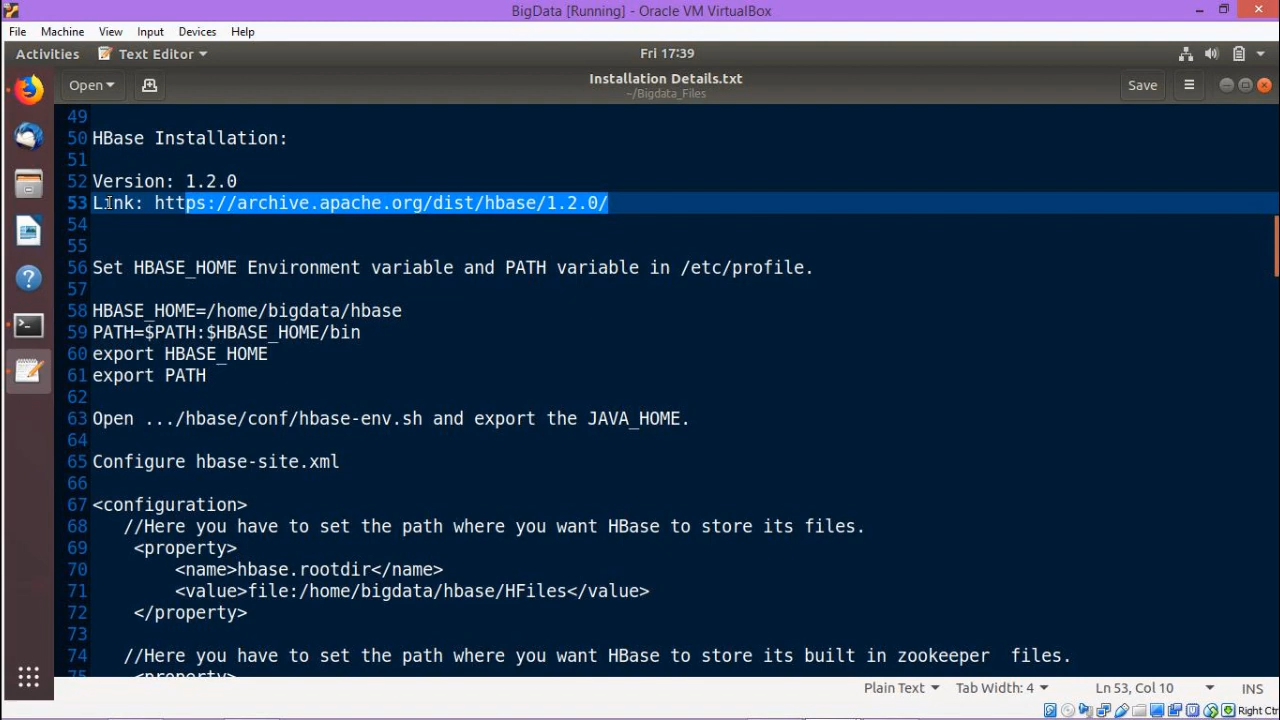 BigData [Running] - Oracle VM VirtualBox
File Machine View Input Devices Help
Activities Text Editor Fri 17:39
Open Installation Details.txt Save
~/Bigdata_Files
49
50 HBase Installation:
51
52 Version: 1.2.0
53 Link: https://archive.apache.org/dist/hbase/1.2.0/
54
55
56 Set HBASE_HOME Environment variable and PATH variable in /etc/profile.
57
58 HBASE_HOME=/home/bigdata/hbase
59 PATH=$PATH:$HBASE_HOME/bin
60 export HBASE_HOME
61 export PATH
62
63 Open .../hbase/conf/hbase-env.sh and export the JAVA_HOME.
64
65 Configure hbase-site.xml
66
67 <configuration>
68 //Here you have to set the path where you want HBase to store its files.
69 <property>
70 <name>hbase.rootdir</name>
71 <value>file:/home/bigdata/hbase/HFiles</value>
72 </property>
73
74 //Here you have to set the path where you want HBase to store its built in zookeeper  files.
75 <property>
Plain Text Tab Width: 4 Ln 53, Col 10 INS
Right Ctrl